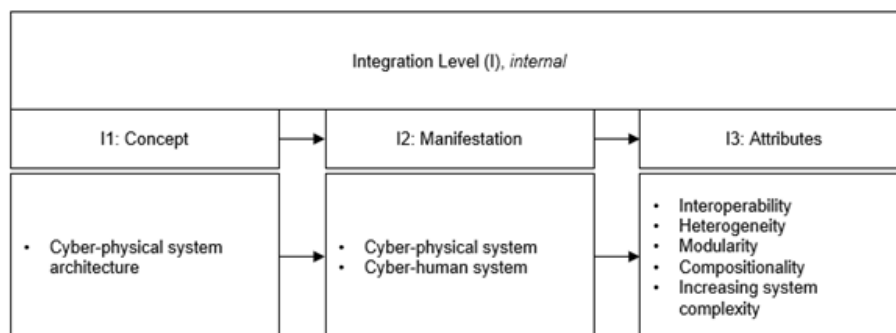 Integration Level (I), internal
I1: Concept
I2: Manifestation
I3: Attributes
• Cyber-physical system
architecture
• Cyber-physical system
• Cyber-human system
• Interoperability
• Heterogeneity
• Modularity
• Compositionality
• Increasing system
complexity